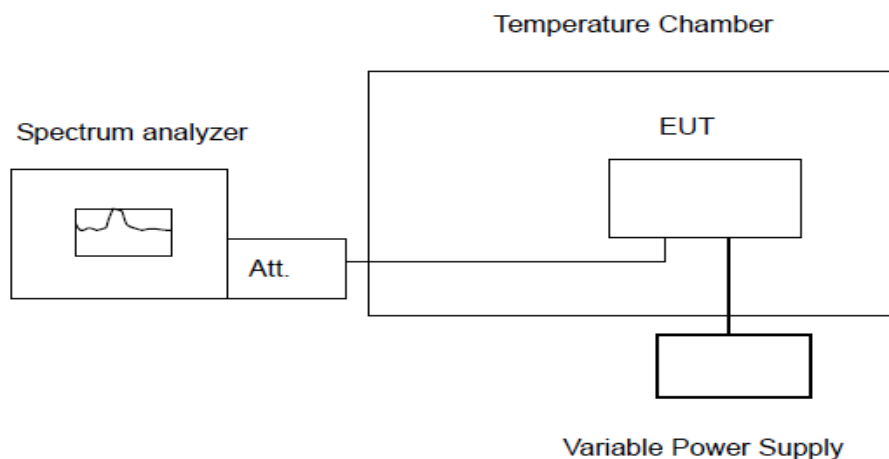 Temperature Chamber
Spectrum analyzer
EUT
Att.
Variable Power Supply